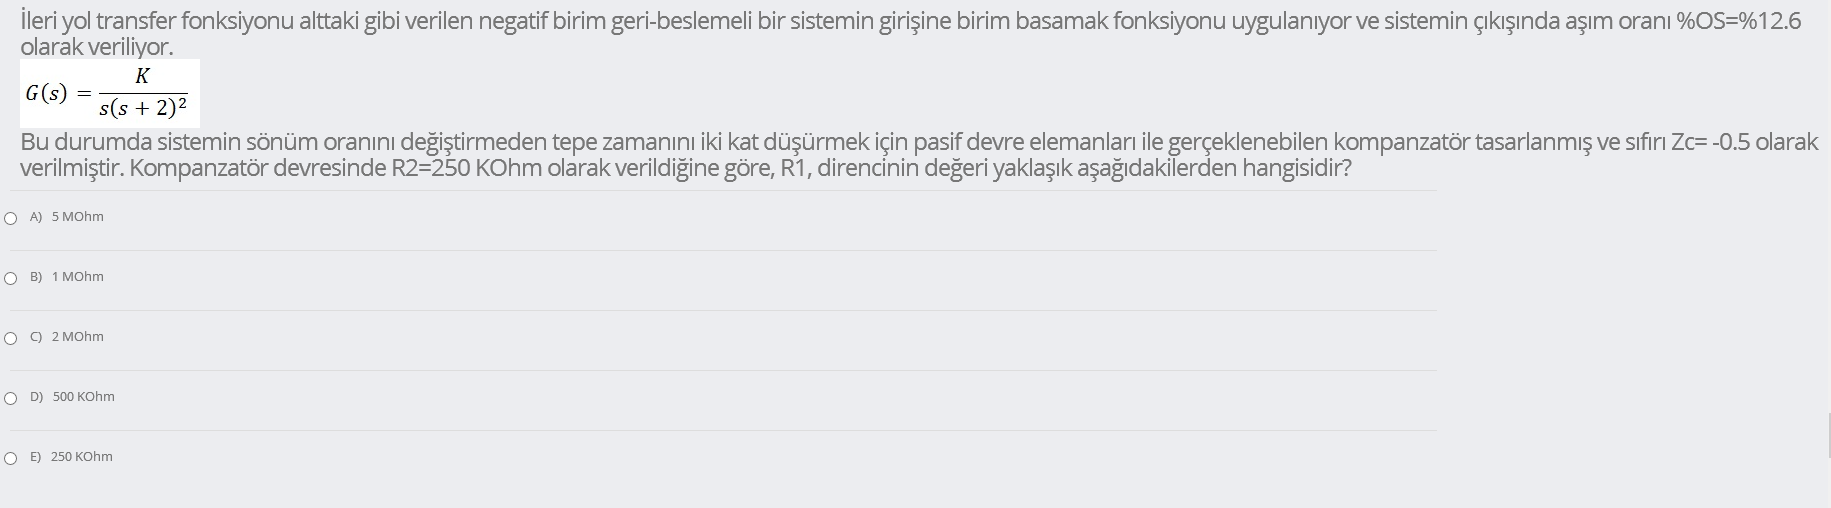 İleri yol transfer fonksiyonu alttaki gibi verilen negatif birim geri-beslemeli bir sistemin girişine birim basamak fonksiyonu uygulanıyor ve sistemin çıkışında aşım oranı %OS=%12.6
olarak veriliyor.
G(s) = K / s(s + 2)²
Bu durumda sistemin sönüm oranını değiştirmeden tepe zamanını iki kat düşürmek için pasif devre elemanları ile gerçeklenebilen kompanzatör tasarlanmış ve sıfırı Zc= -0.5 olarak
verilmiştir. Kompanzatör devresinde R2=250 KOhm olarak verildiğine göre, R1, direncinin değeri yaklaşık aşağıdakilerden hangisidir?
A) 5 MOhm
B) 1 MOhm
C) 2 MOhm
D) 500 KOhm
E) 250 KOhm